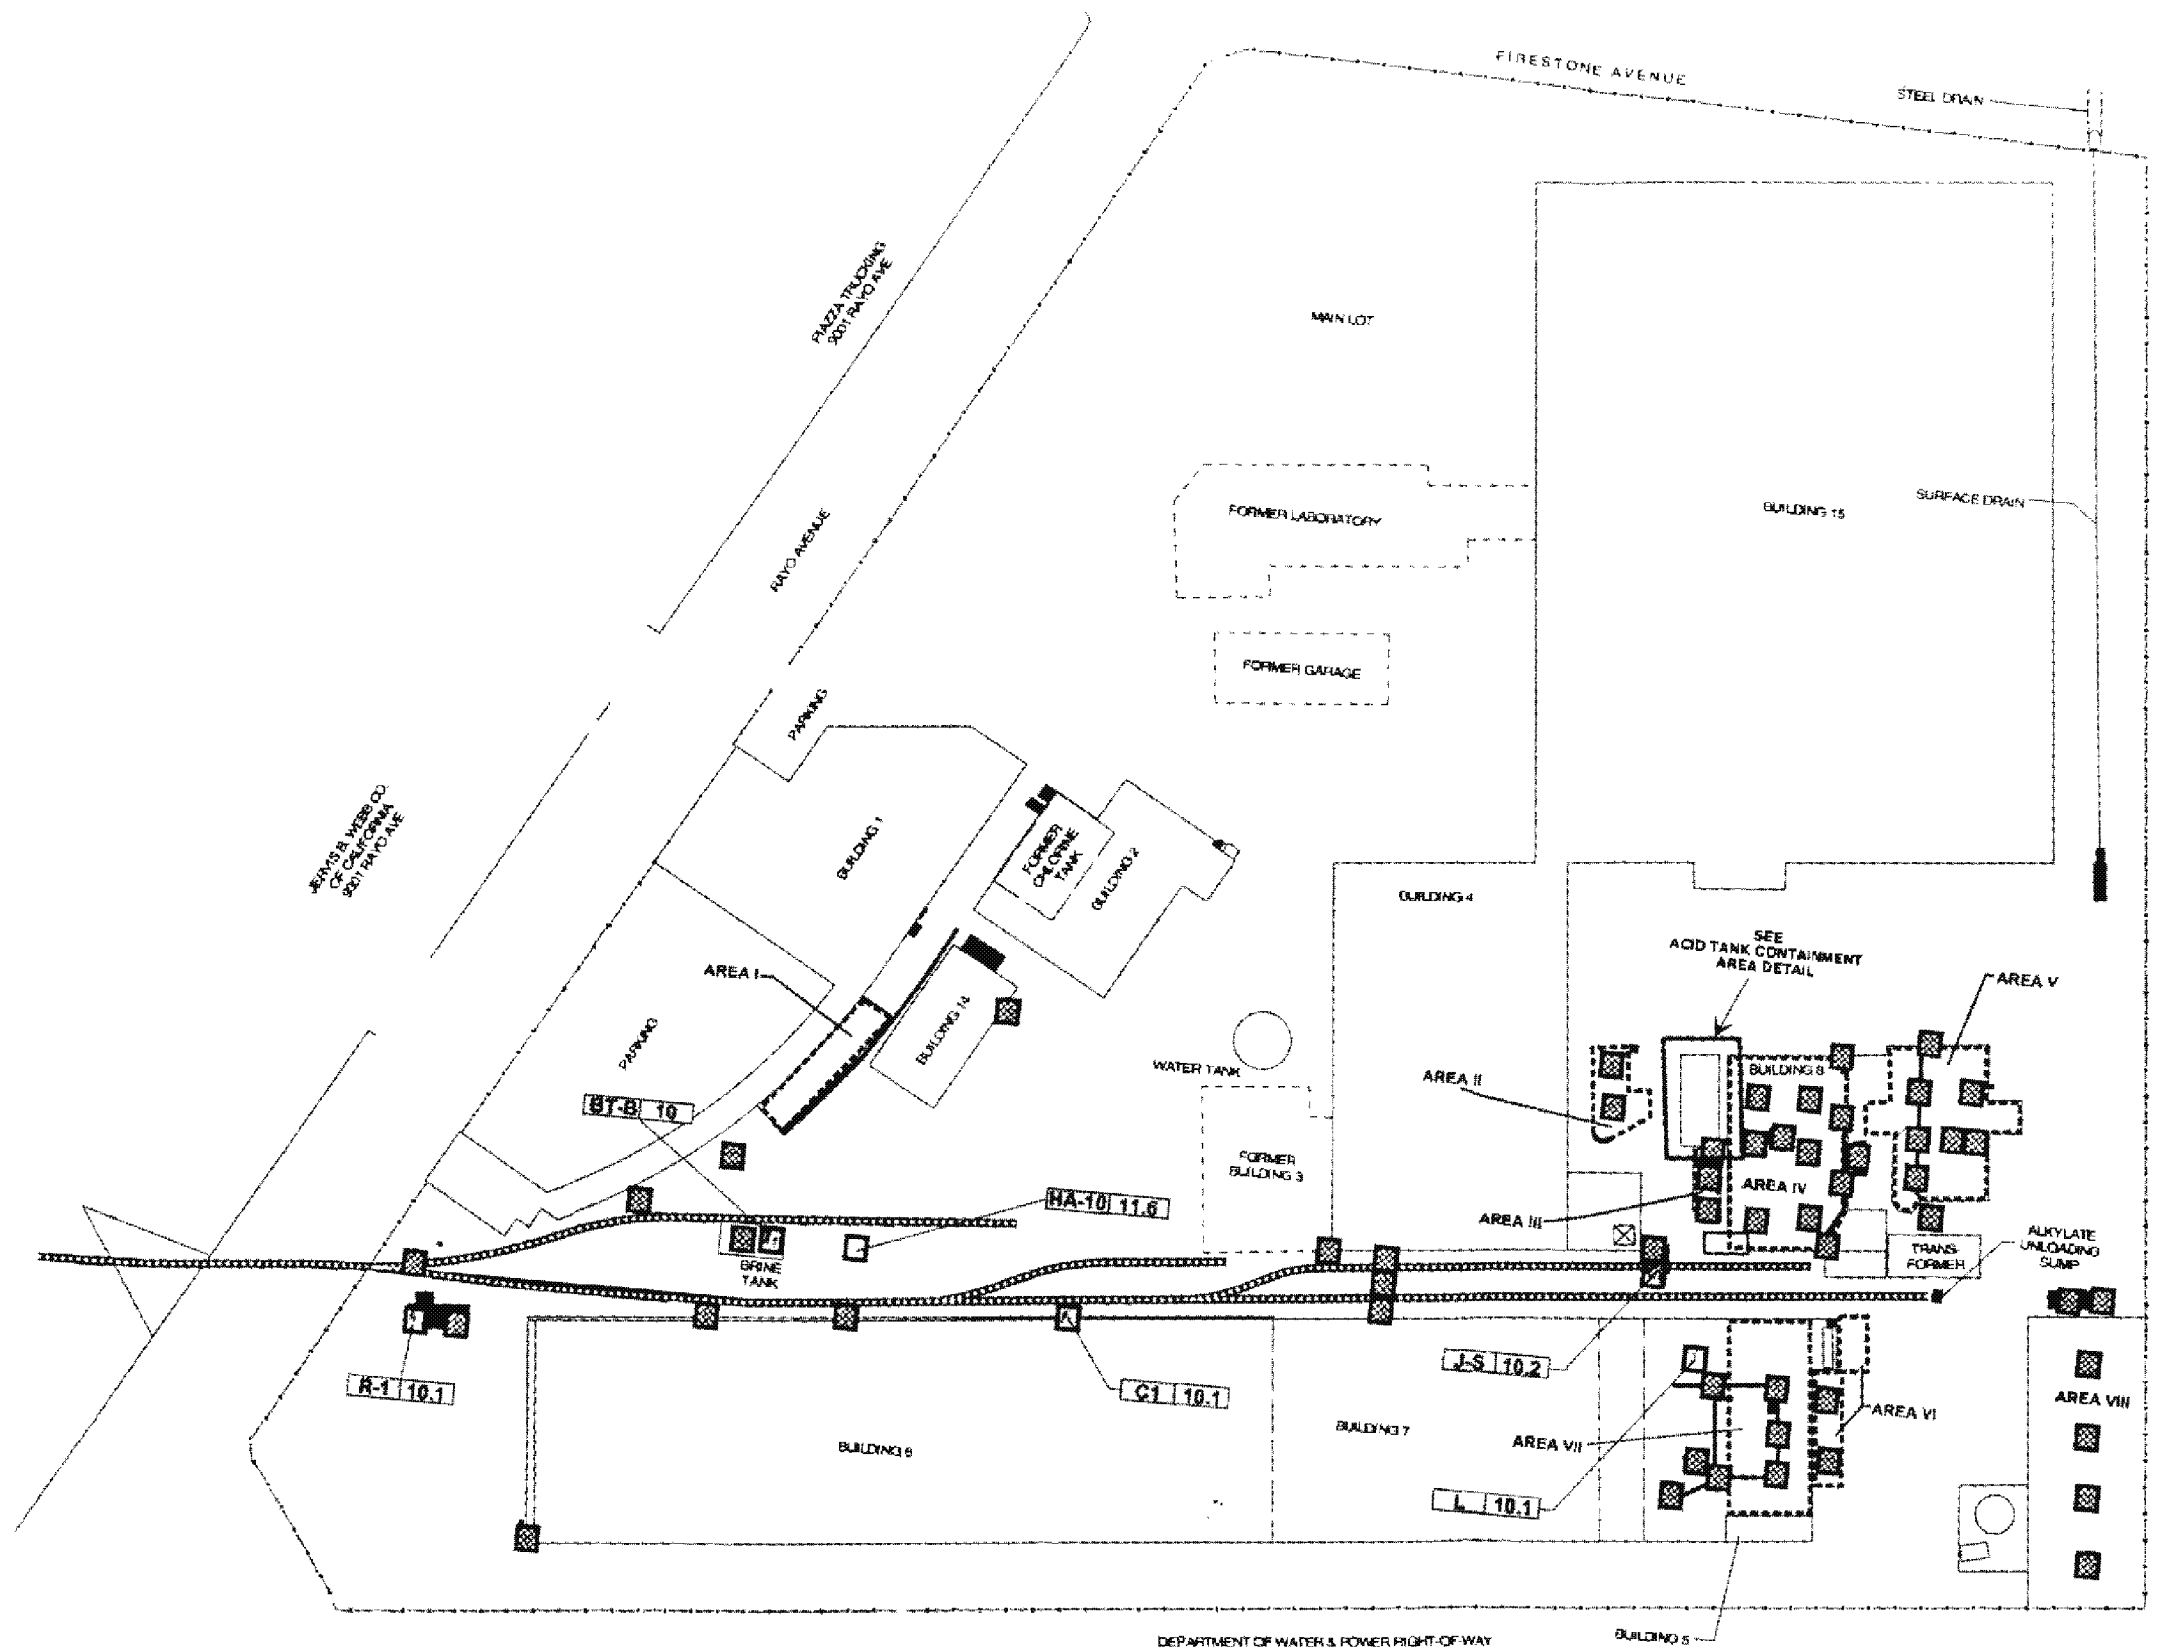 FIRESTONE AVENUE
STEEL DRAIN
PIAZZA TRUCKING
9001 RAYO AVE
MAIN LOT
RAYO AVENUE
FORMER LABORATORY
BUILDING 15
SURFACE DRAIN
FORMER GARAGE
PARKING
JERVIS B. WEBB CO.
OF CALIFORNIA
9001 RAYO AVE
BUILDING 1
FORMER
CHLORINE
TANK
BUILDING 2
BUILDING 4
SEE
ACID TANK CONTAINMENT
AREA DETAIL
AREA I
AREA V
BUILDING 14
PARKING
WATER TANK
AREA II
BUILDING 8
BT-B 10
FORMER
BUILDING 3
HA-10 11.6
AREA IV
AREA III
ALKYLATE
UNLOADING
SUMP
TRANS-
FORMER
BRINE
TANK
R-1 10.1
C1 10.1
J-S 10.2
AREA VIII
AREA VI
BUILDING 6
BUILDING 7
AREA VII
L 10.1
BUILDING 5
DEPARTMENT OF WATER & POWER RIGHT-OF-WAY